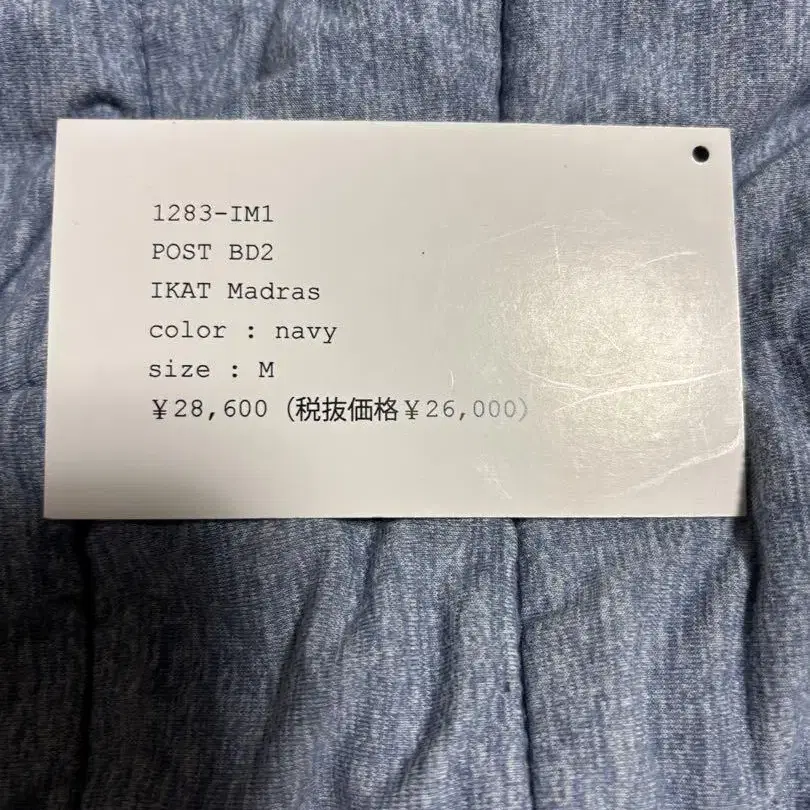 1283-IM1
POST BD2
IKAT Madras
color : navy
size : M
¥28,600 (税抜価格¥26,000)